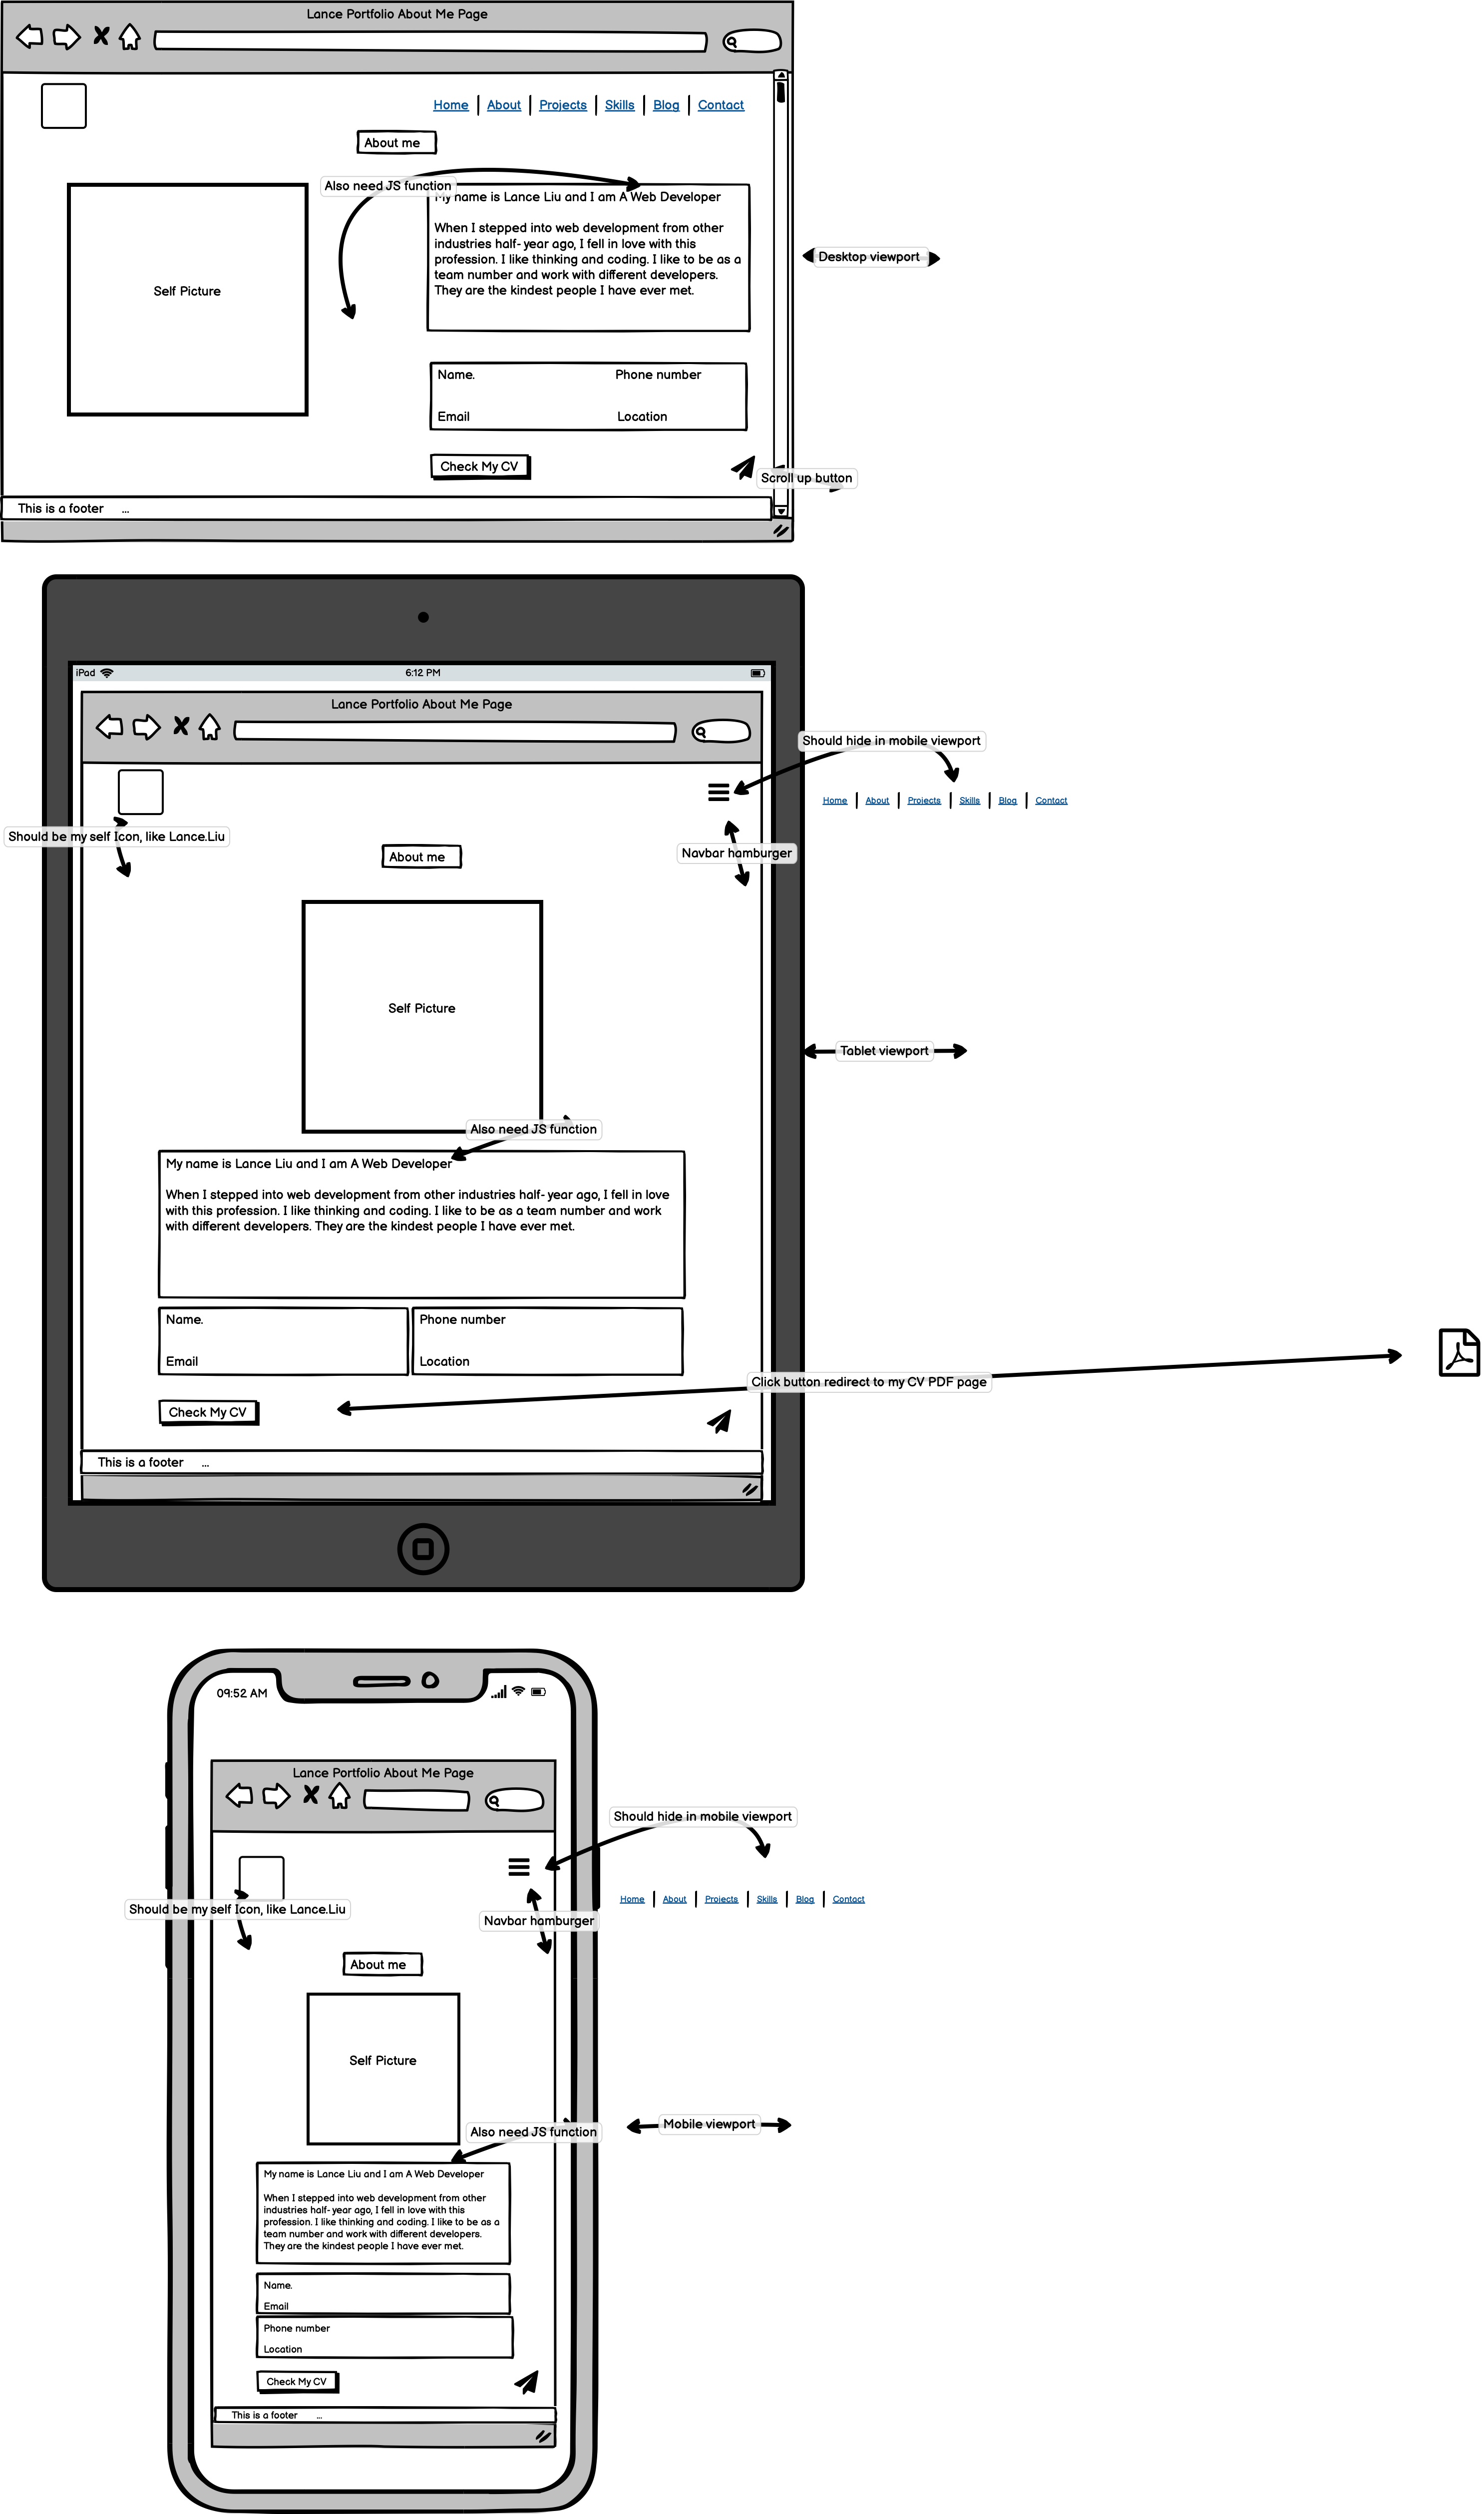 Lance Portfolio About Me Page
Home About Projects Skills Blog Contact
About me
Also need JS function
My name is Lance Liu and I am A Web Developer
When I stepped into web development from other
industries half-year ago, I fell in love with this
profession. I like thinking and coding. I like to be as a
team number and work with different developers.
They are the kindest people I have ever met.
Self Picture
Desktop viewport
Name. Phone number
Email Location
Check My CV
Scroll up button
This is a footer ...
iPad 6:12 PM
Lance Portfolio About Me Page
Should hide in mobile viewport
Home About Projects Skills Blog Contact
Should be my self Icon, like Lance.Liu
Navbar hamburger
About me
Self Picture
Tablet viewport
Also need JS function
My name is Lance Liu and I am A Web Developer
When I stepped into web development from other industries half-year ago, I fell in love
with this profession. I like thinking and coding. I like to be as a team number and work
with different developers. They are the kindest people I have ever met.
Name. Phone number
Email Location
Click button redirect to my CV PDF page
Check My CV
This is a footer ...
09:52 AM
Lance Portfolio About Me Page
Should hide in mobile viewport
Home About Projects Skills Blog Contact
Should be my self Icon, like Lance.Liu
Navbar hamburger
About me
Self Picture
Mobile viewport
Also need JS function
My name is Lance Liu and I am A Web Developer
When I stepped into web development from other
industries half-year ago, I fell in love with this
profession. I like thinking and coding. I like to be as a
team number and work with different developers.
They are the kindest people I have ever met.
Name.
Email
Phone number
Location
Check My CV
This is a footer ...